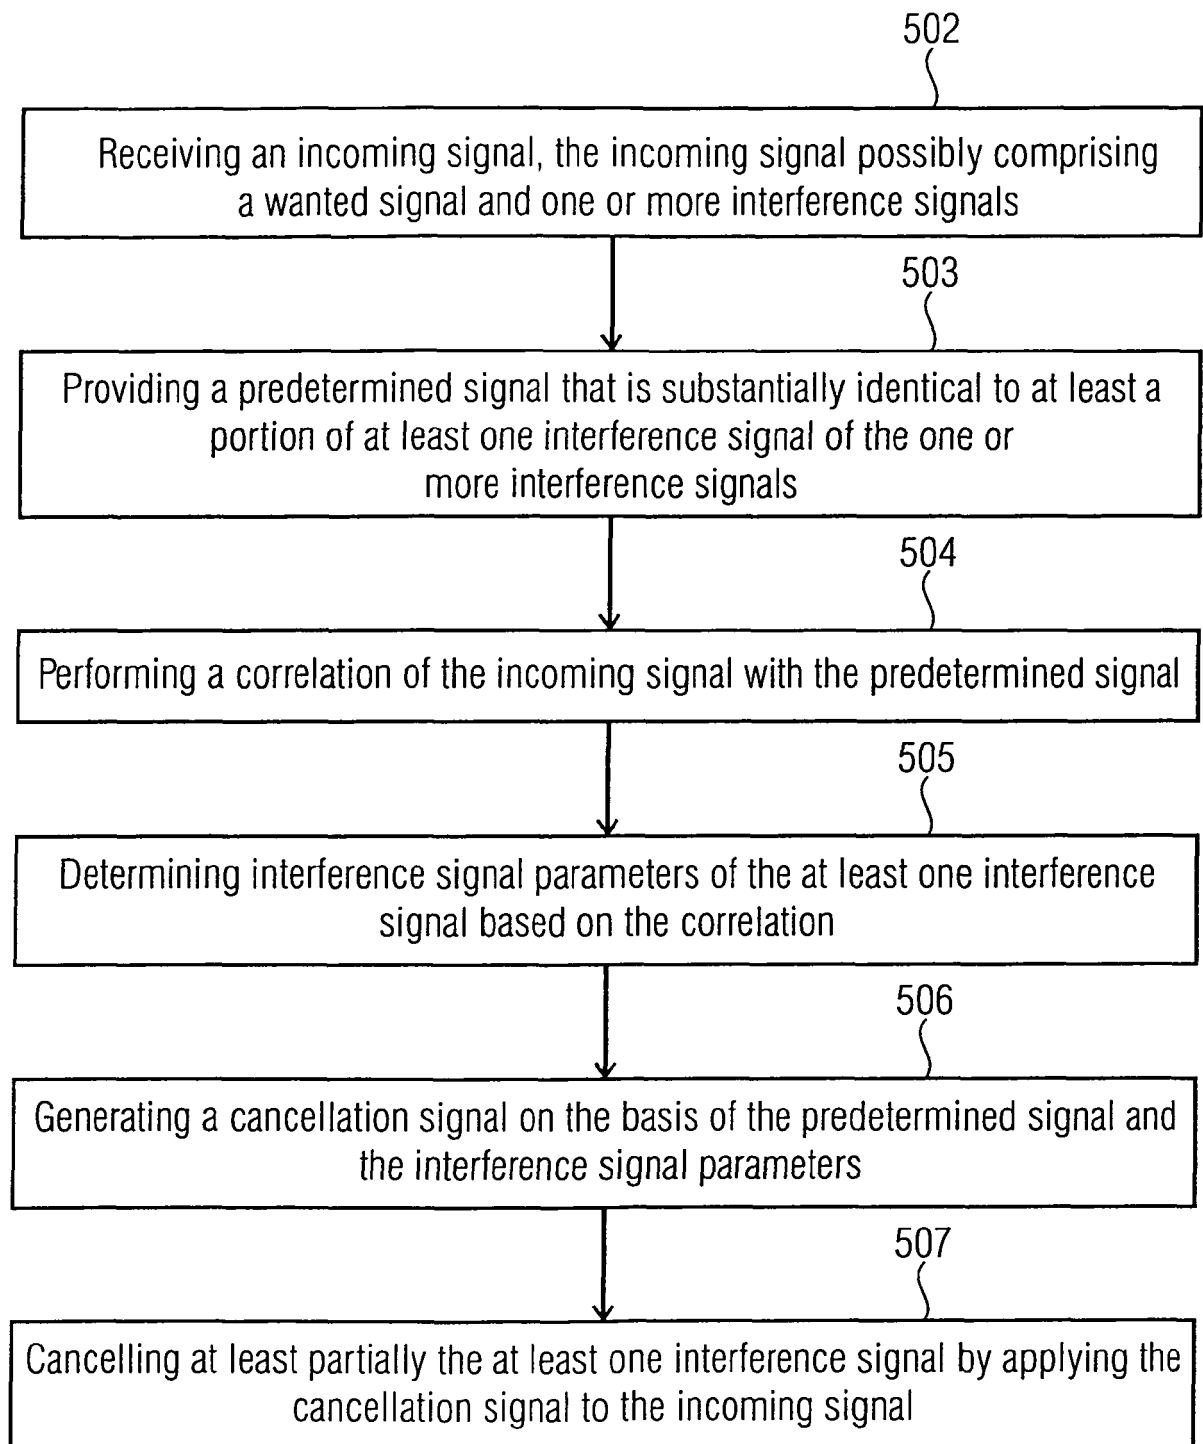 502
Receiving an incoming signal, the incoming signal possibly comprising
a wanted signal and one or more interference signals
503
Providing a predetermined signal that is substantially identical to at least a
portion of at least one interference signal of the one or
more interference signals
504
Performing a correlation of the incoming signal with the predetermined signal
505
Determining interference signal parameters of the at least one interference
signal based on the correlation
506
Generating a cancellation signal on the basis of the predetermined signal and
the interference signal parameters
507
Cancelling at least partially the at least one interference signal by applying the
cancellation signal to the incoming signal